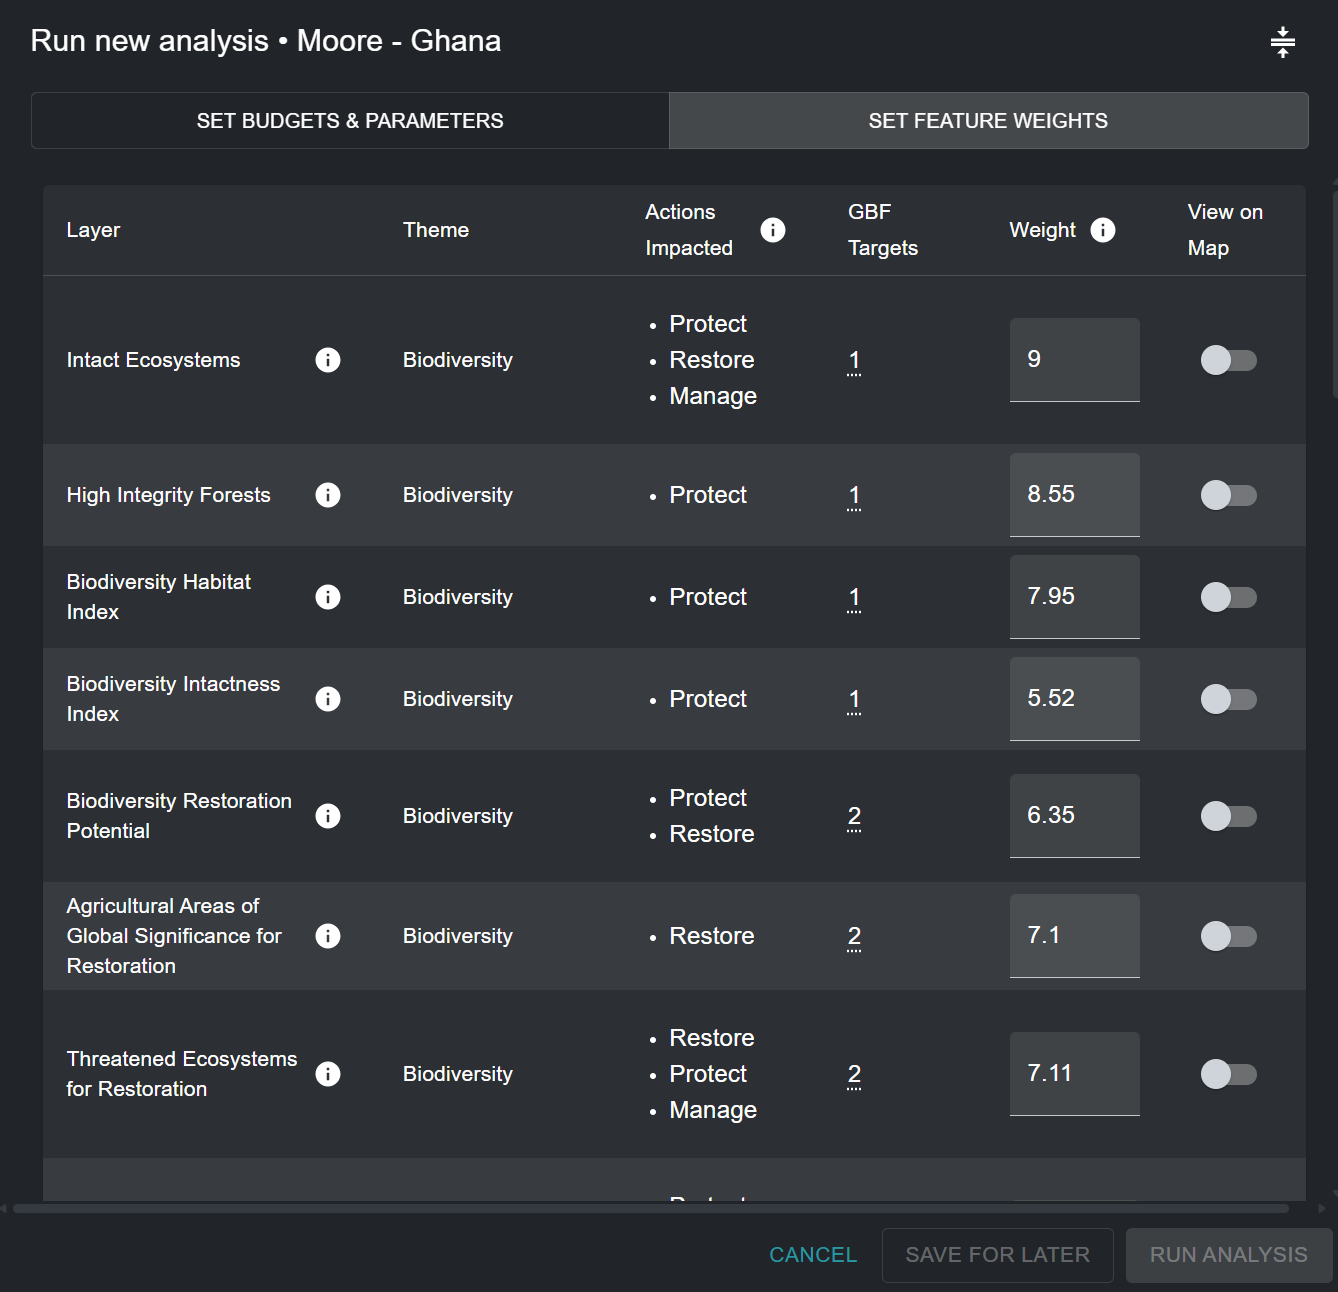 Run new analysis • Moore - Ghana
SET BUDGETS & PARAMETERS
SET FEATURE WEIGHTS
Layer
Theme
Actions
Impacted
GBF
Targets
Weight
View on
Map
Intact Ecosystems
Biodiversity
• Protect
• Restore
• Manage
1
9
High Integrity Forests
Biodiversity
• Protect
1
8.55
Biodiversity Habitat
Index
Biodiversity
• Protect
1
7.95
Biodiversity Intactness
Index
Biodiversity
• Protect
1
5.52
Biodiversity Restoration
Potential
Biodiversity
• Protect
• Restore
2
6.35
Agricultural Areas of
Global Significance for
Restoration
Biodiversity
• Restore
2
7.1
Threatened Ecosystems
for Restoration
Biodiversity
• Restore
• Protect
• Manage
2
7.11
CANCEL
SAVE FOR LATER
RUN ANALYSIS